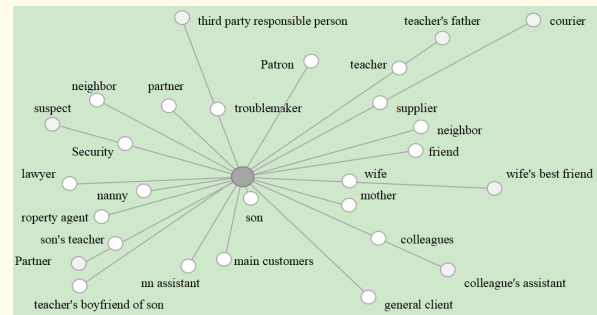 third party responsible person
teacher's father
courier
Patron
teacher
neighbor
partner
suspect
troublemaker
supplier
neighbor
Security
friend
lawyer
wife
wife's best friend
nanny
mother
roperty agent
son
son's teacher
colleagues
Partner
nn assistant
main customers
colleague's assistant
teacher's boyfriend of son
general client